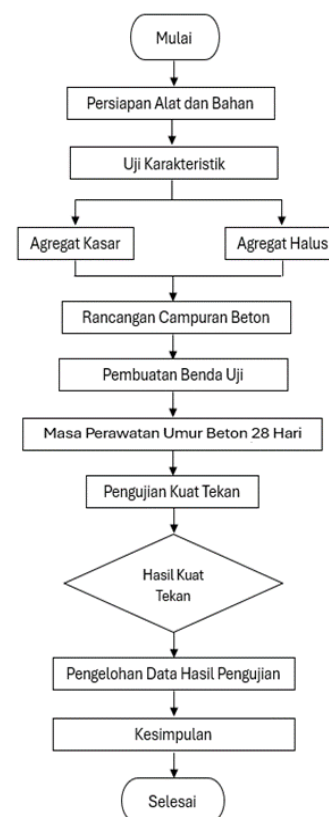 Mulai
Persiapan Alat dan Bahan
Uji Karakteristik
Agregat Kasar
Agregat Halus
Rancangan Campuran Beton
Pembuatan Benda Uji
Masa Perawatan Umur Beton 28 Hari
Pengujian Kuat Tekan
Hasil Kuat
Tekan
Pengelohan Data Hasil Pengujian
Kesimpulan
Selesai